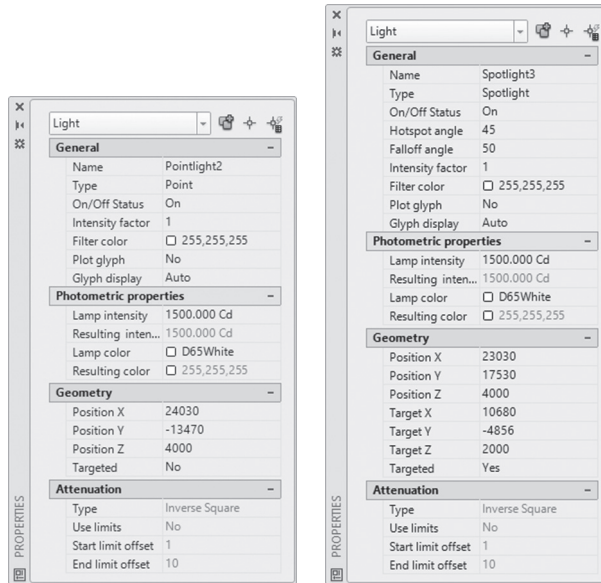 Light
General
Name Pointlight2
Type Point
On/Off Status On
Intensity factor 1
Filter color 255,255,255
Plot glyph No
Glyph display Auto
Photometric properties
Lamp intensity 1500.000 Cd
Resulting inten... 1500.000 Cd
Lamp color D65White
Resulting color 255,255,255
Geometry
Position X 24030
Position Y -13470
Position Z 4000
Targeted No
Attenuation
Type Inverse Square
Use limits No
Start limit offset 1
End limit offset 10
PROPERTIES
Light
General
Name Spotlight3
Type Spotlight
On/Off Status On
Hotspot angle 45
Falloff angle 50
Intensity factor 1
Filter color 255,255,255
Plot glyph No
Glyph display Auto
Photometric properties
Lamp intensity 1500.000 Cd
Resulting inten... 1500.000 Cd
Lamp color D65White
Resulting color 255,255,255
Geometry
Position X 23030
Position Y 17530
Position Z 4000
Target X 10680
Target Y -4856
Target Z 2000
Targeted Yes
Attenuation
Type Inverse Square
Use limits No
Start limit offset 1
End limit offset 10
PROPERTIES